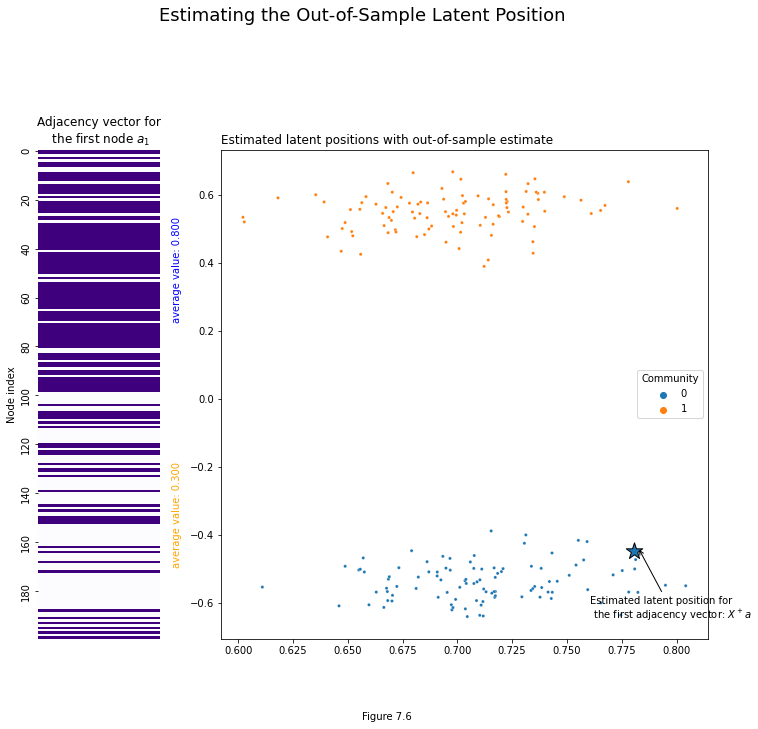 Estimating the Out-of-Sample Latent Position
Adjacency vector for
the first node a₁
Node index
0
20
40
60
80
100
120
140
160
180
average value: 0.800
average value: 0.300
Estimated latent positions with out-of-sample estimate
0.6
0.4
0.2
0.0
−0.2
−0.4
−0.6
Community
0
1
Estimated latent position for
the first adjacency vector: X⁺a
0.600 0.625 0.650 0.675 0.700 0.725 0.750 0.775 0.800
Figure 7.6